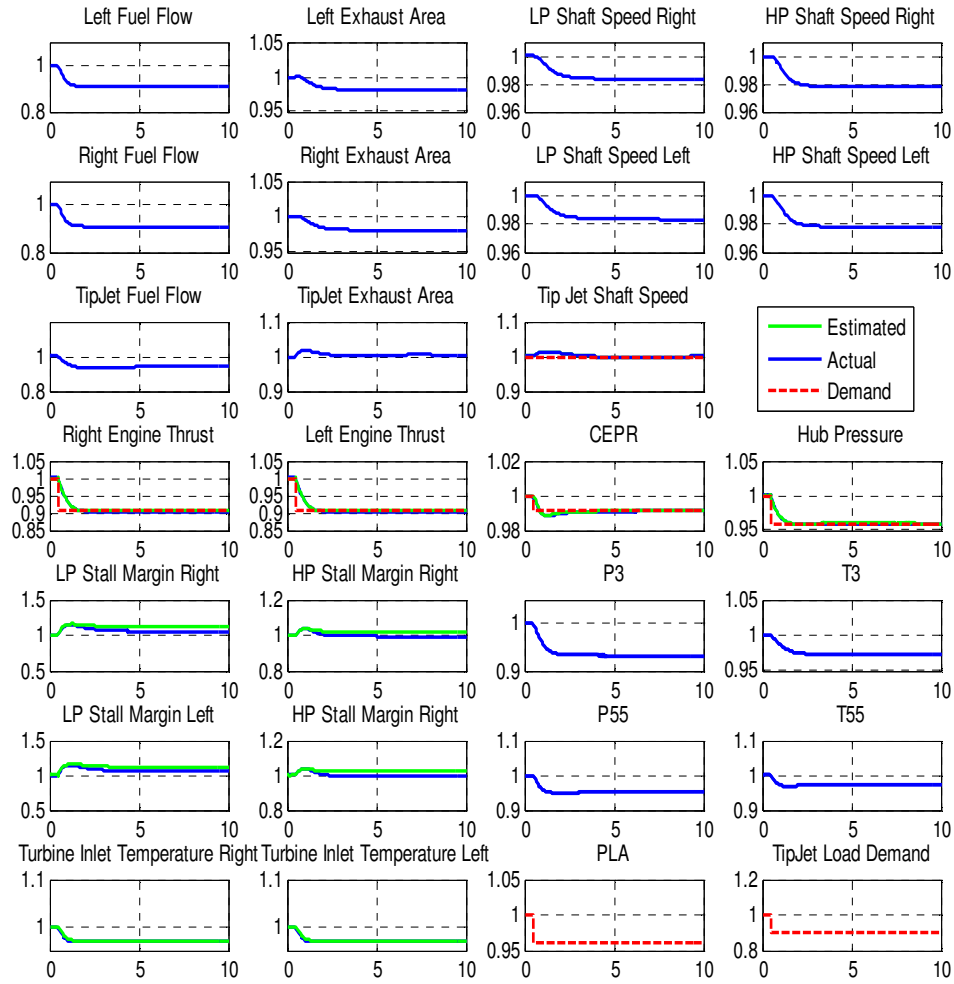 Left Fuel Flow
Left Exhaust Area
LP Shaft Speed Right
HP Shaft Speed Right
1
0.8
0 5 10
1.05
1
0.95
0 5 10
1
0.98
0.96
0 5 10
1
0.98
0.96
0 5 10
Right Fuel Flow
Right Exhaust Area
LP Shaft Speed Left
HP Shaft Speed Left
1
0.8
0 5 10
1.05
1
0.95
0 5 10
1
0.98
0.96
0 5 10
1
0.98
0.96
0 5 10
TipJet Fuel Flow
TipJet Exhaust Area
Tip Jet Shaft Speed
1
0.8
0 5 10
1.1
1
0.9
0 5 10
1.1
1
0.9
0 5 10
Estimated
Actual
Demand
Right Engine Thrust
Left Engine Thrust
CEPR
Hub Pressure
1.05
1
0.95
0.9
0.85
0 5 10
1.05
1
0.95
0.9
0.85
0 5 10
1.02
1
0.98
0 5 10
1.05
1
0.95
0 5 10
LP Stall Margin Right
HP Stall Margin Right
P3
T3
1.5
1
0.5
0 5 10
1.2
1
0.8
0 5 10
1
0.9
0 5 10
1.05
1
0.95
0 5 10
LP Stall Margin Left
HP Stall Margin Right
P55
T55
1.5
1
0.5
0 5 10
1.2
1
0.8
0 5 10
1.1
1
0.9
0 5 10
1.1
1
0.9
0 5 10
Turbine Inlet Temperature Right
Turbine Inlet Temperature Left
PLA
TipJet Load Demand
1.1
1
0 5 10
1.1
1
0 5 10
1.05
1
0.95
0 5 10
1.2
1
0.8
0 5 10